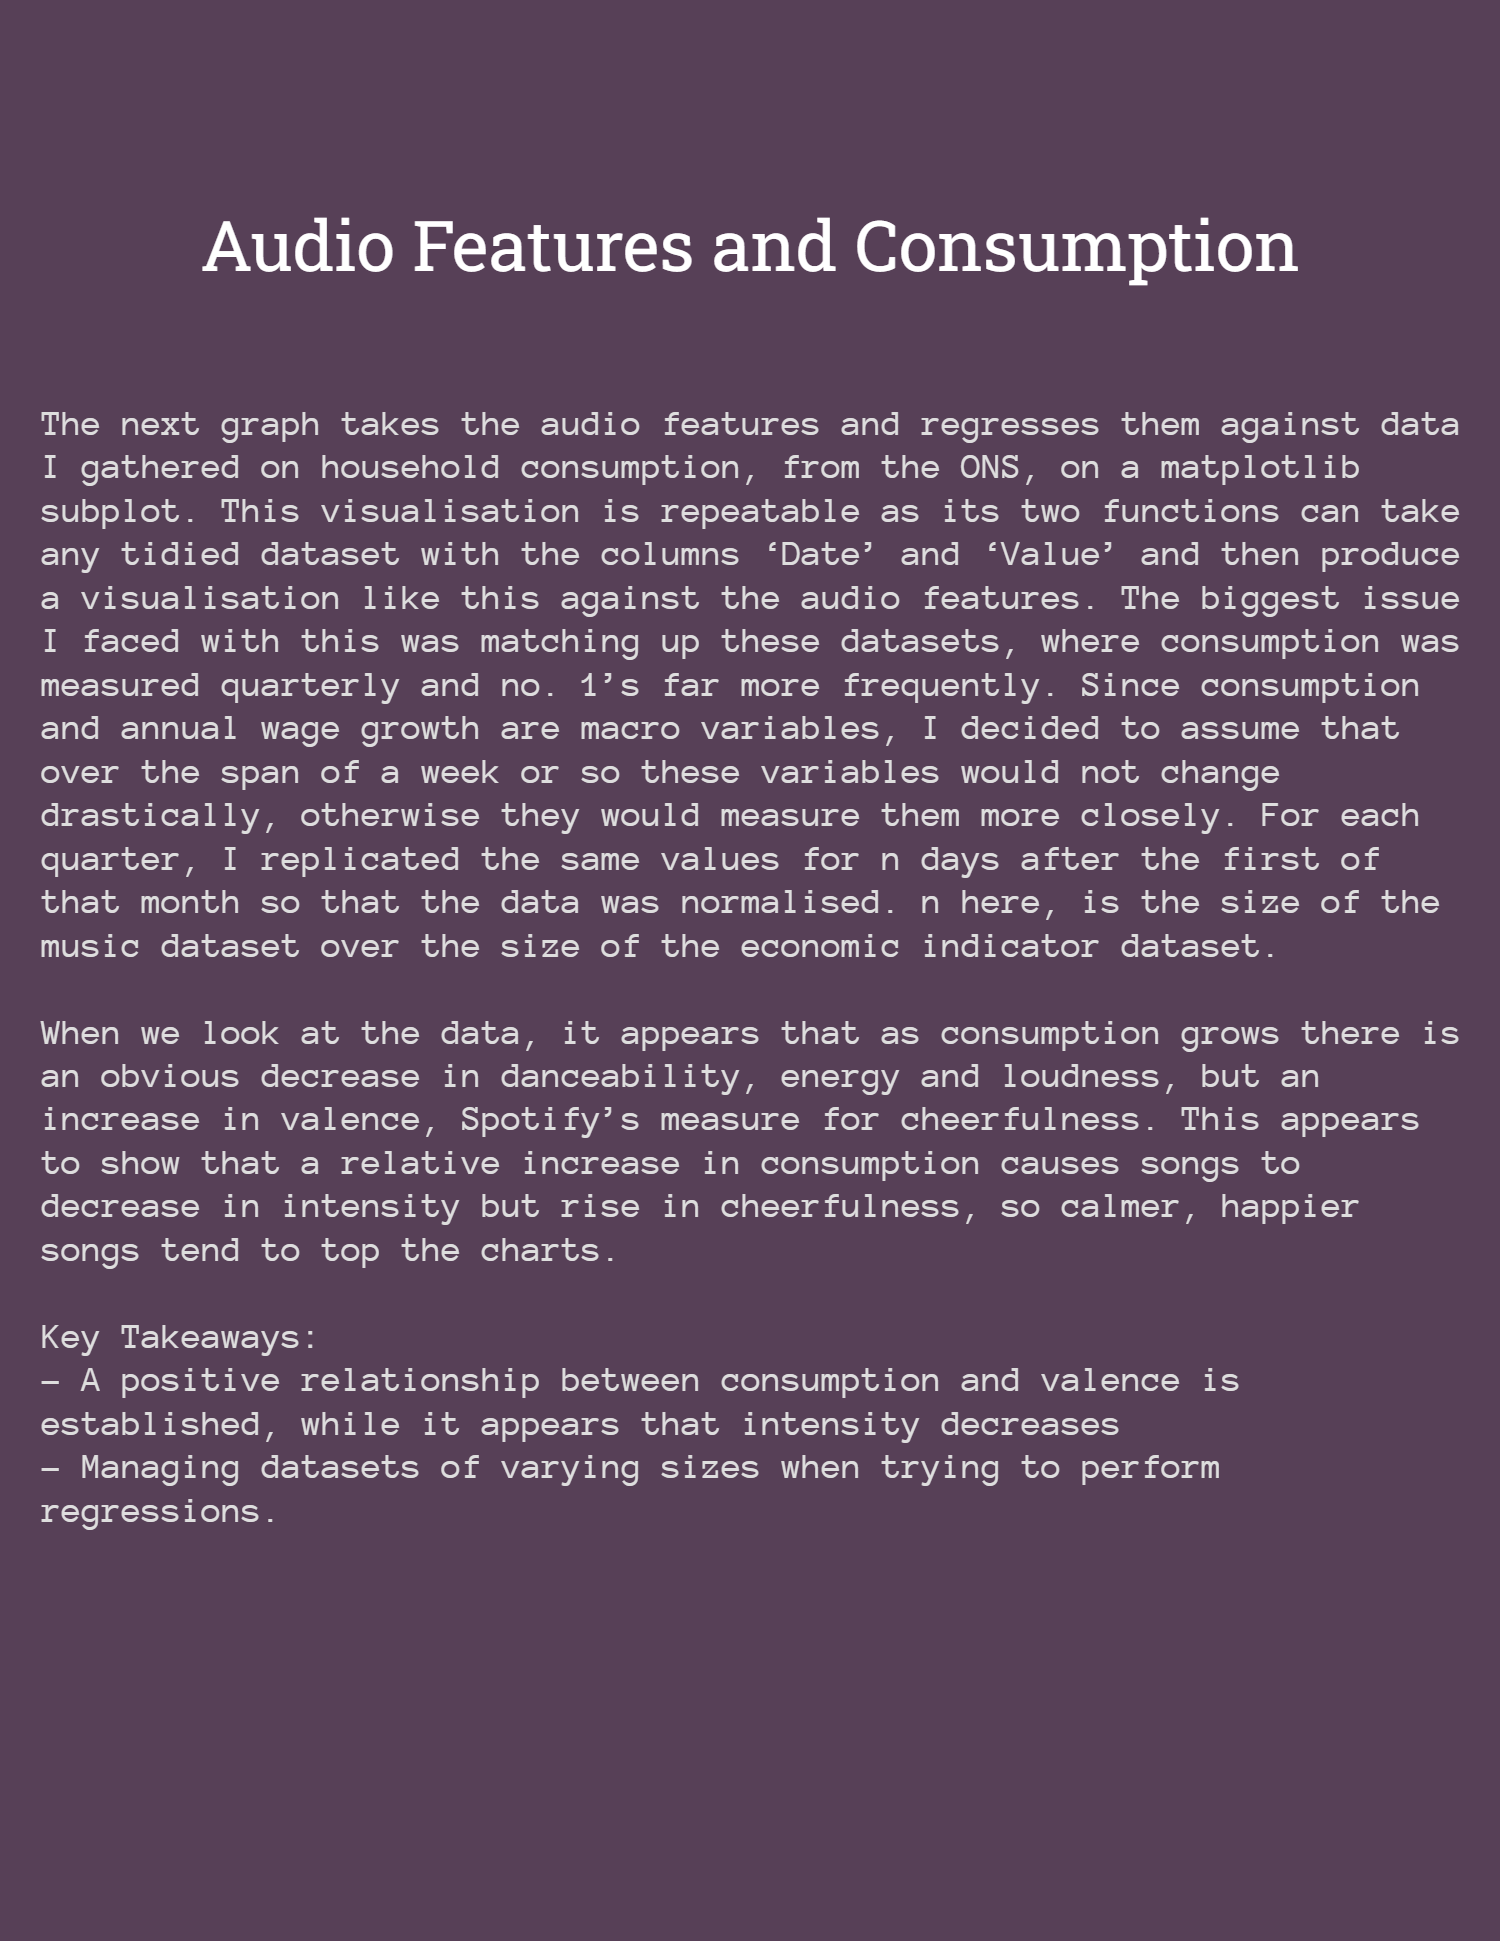 Audio Features and Consumption
The next graph takes the audio features and regresses them against data
I gathered on household consumption, from the ONS, on a matplotlib
subplot. This visualisation is repeatable as its two functions can take
any tidied dataset with the columns ‘Date’ and ‘Value’ and then produce
a visualisation like this against the audio features. The biggest issue
I faced with this was matching up these datasets, where consumption was
measured quarterly and no. 1’s far more frequently. Since consumption
and annual wage growth are macro variables, I decided to assume that
over the span of a week or so these variables would not change
drastically, otherwise they would measure them more closely. For each
quarter, I replicated the same values for n days after the first of
that month so that the data was normalised. n here, is the size of the
music dataset over the size of the economic indicator dataset.
When we look at the data, it appears that as consumption grows there is
an obvious decrease in danceability, energy and loudness, but an
increase in valence, Spotify’s measure for cheerfulness. This appears
to show that a relative increase in consumption causes songs to
decrease in intensity but rise in cheerfulness, so calmer, happier
songs tend to top the charts.
Key Takeaways:
– A positive relationship between consumption and valence is
established, while it appears that intensity decreases
– Managing datasets of varying sizes when trying to perform
regressions.